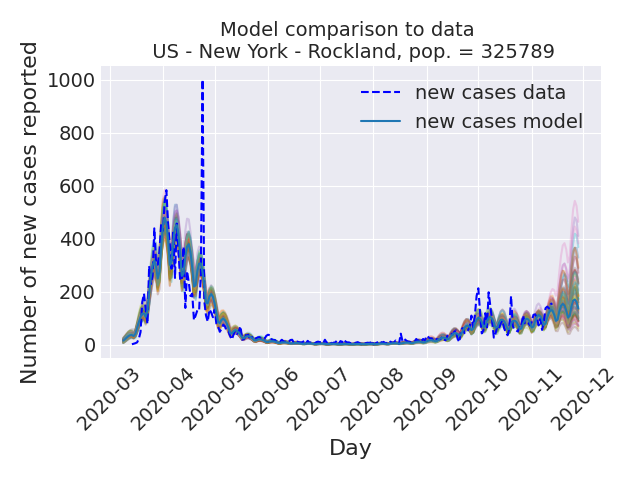 Model comparison to data
US - New York - Rockland, pop. = 325789
Number of new cases reported
1000
800
600
400
200
0
new cases data
new cases model
2020-03
2020-04
2020-05
2020-06
2020-07
2020-08
2020-09
2020-10
2020-11
2020-12
Day